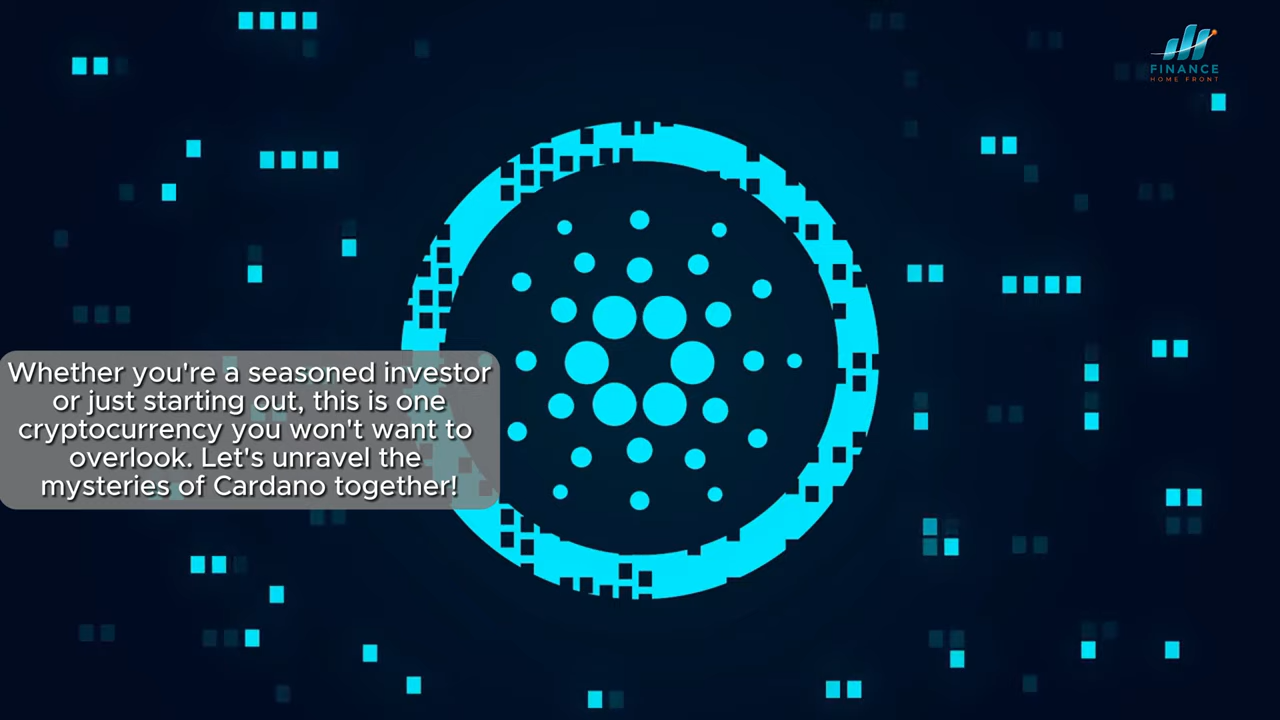 FINANCE
HOME FRONT
Whether you're a seasoned investor
or just starting out, this is one
cryptocurrency you won't want to
overlook. Let's unravel the
mysteries of Cardano together!